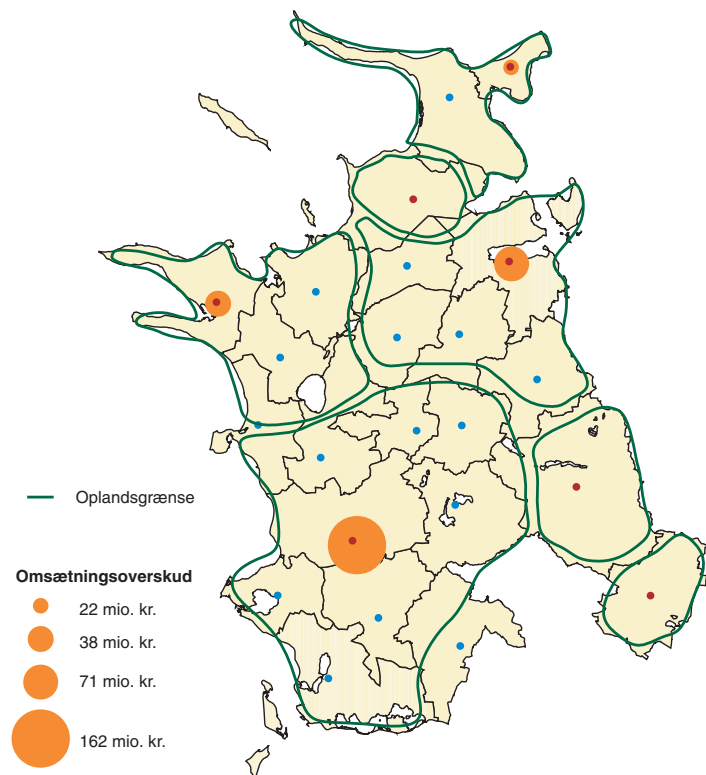 Oplandsgrænse
Omsætningsoverskud
22 mio. kr.
38 mio. kr.
71 mio. kr.
162 mio. kr.